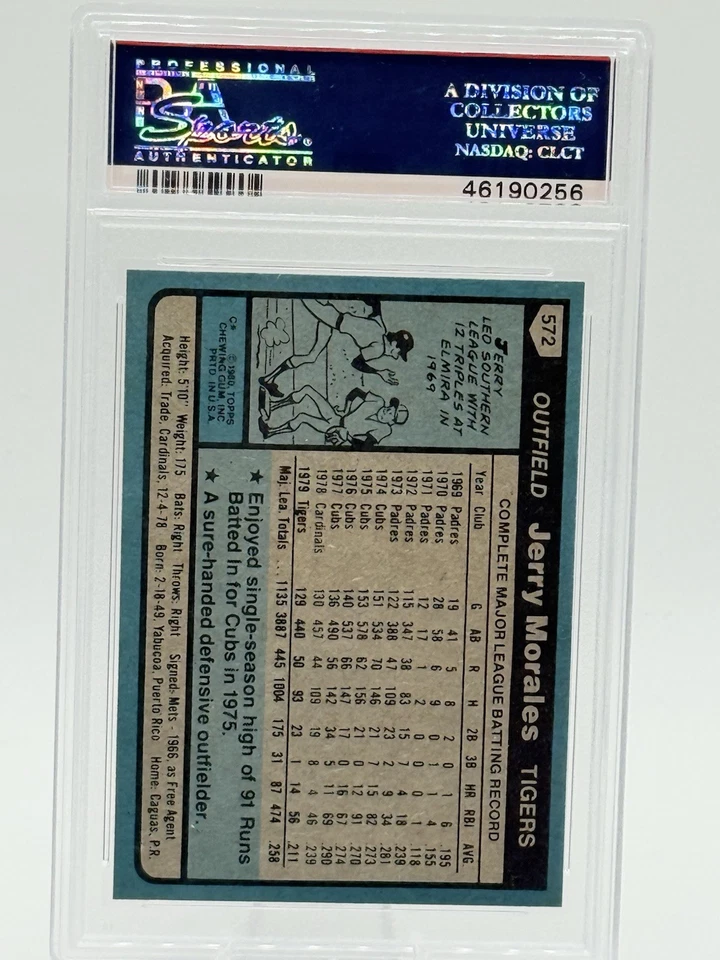 PROFESSIONAL
PSA
Sports
AUTHENTICATOR
A DIVISION OF
COLLECTORS
UNIVERSE
NASDAQ: CLCT
46190256
572
OUTFIELD Jerry Morales TIGERS
JERRY
LED SOUTHERN
LEAGUE WITH
12 TRIPLES AT
ELMIRA IN
1969
C* © 1980, TOPPS
CHEWING GUM, INC.
PRTD. IN U.S.A.
COMPLETE MAJOR LEAGUE BATTING RECORD
Year Club G AB R H 2B 3B HR RBI AVG.
1969 Padres 19 41 5 8 2 0 1 6 .195
1970 Padres 28 58 6 9 0 1 1 4 .155
1971 Padres 12 17 1 2 0 0 0 1 .118
1972 Padres 115 347 38 83 15 7 4 18 .239
1973 Padres 122 388 47 109 23 2 9 34 .281
1974 Cubs 151 534 70 146 21 7 15 82 .273
1975 Cubs 153 578 62 156 21 0 12 91 .270
1976 Cubs 140 537 66 147 17 0 16 67 .274
1977 Cubs 136 490 56 142 34 5 11 69 .290
1978 Cardinals 130 457 44 109 19 8 4 46 .239
1979 Tigers 129 440 50 93 23 1 14 56 .211
Maj. Lea. Totals ... 1135 3887 445 1004 175 31 87 474 .258
★ Enjoyed single-season high of 91 Runs
Batted In for Cubs in 1975.
★ A sure-handed defensive outfielder.
Height: 5'10" Weight: 175 Bats: Right Throws: Right Signed: Mets - 1966, as Free Agent
Acquired: Trade, Cardinals, 12-4-78 Born: 2-18-49, Yabucoa, Puerto Rico Home: Caguas, P.R.